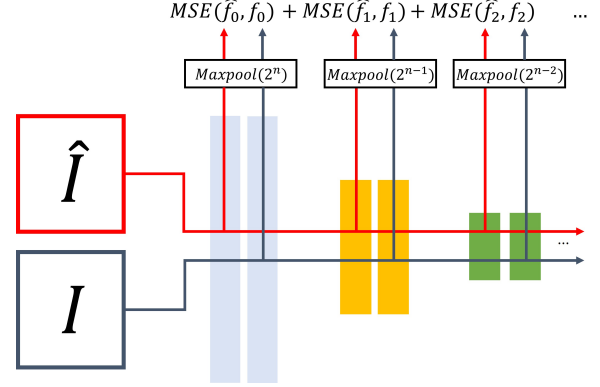 MSE(f̂₀, f₀) + MSE(f̂₁, f₁) + MSE(f̂₂, f₂) ...
Maxpool(2ⁿ) Maxpool(2ⁿ⁻¹) Maxpool(2ⁿ⁻²)
Î
...
I